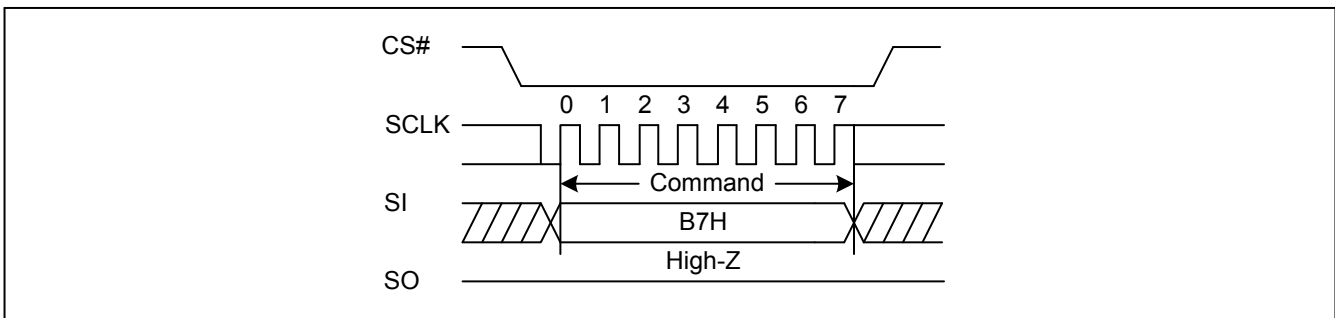 CS#
0 1 2 3 4 5 6 7
SCLK
Command
SI
B7H
High-Z
SO